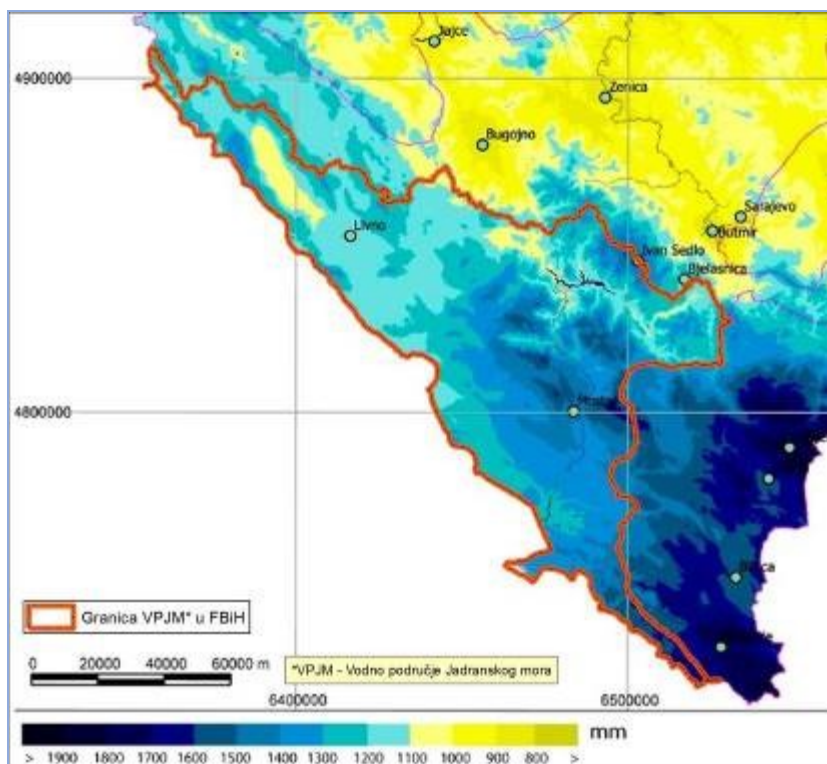 Jajce
4900000
Zenica
Bugojno
Sarajevo
Butmir
Livno
Ivan Sedlo
Bjelasnica
4800000
Granica VPJM* u FBiH
0 20000 40000 60000 m
*VPJM – Vodno područje Jadranskog mora
6400000 6500000
mm
> 1900 1800 1700 1600 1500 1400 1300 1200 1100 1000 900 800 >